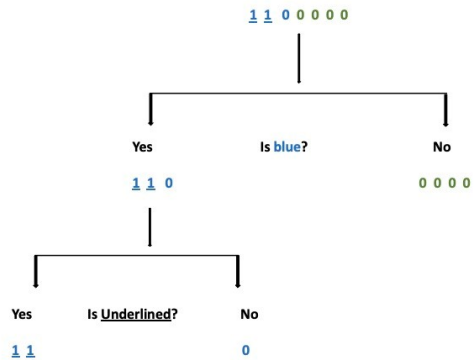 1 1 0 0 0 0 0
Yes Is blue? No
1 1 0 0 0 0 0
Yes Is Underlined? No
1 1 0